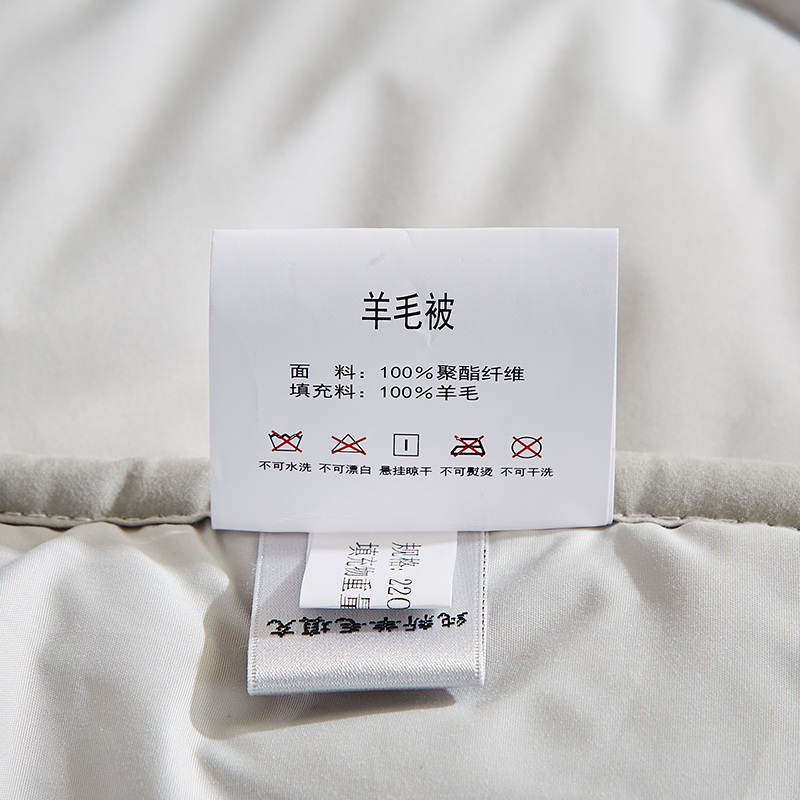 羊毛被
面 料：100%聚酯纤维
填充料：100%羊毛
不可水洗 不可漂白 悬挂晾干 不可熨烫 不可干洗
规格：220
填充物重量
纯新羊毛填充